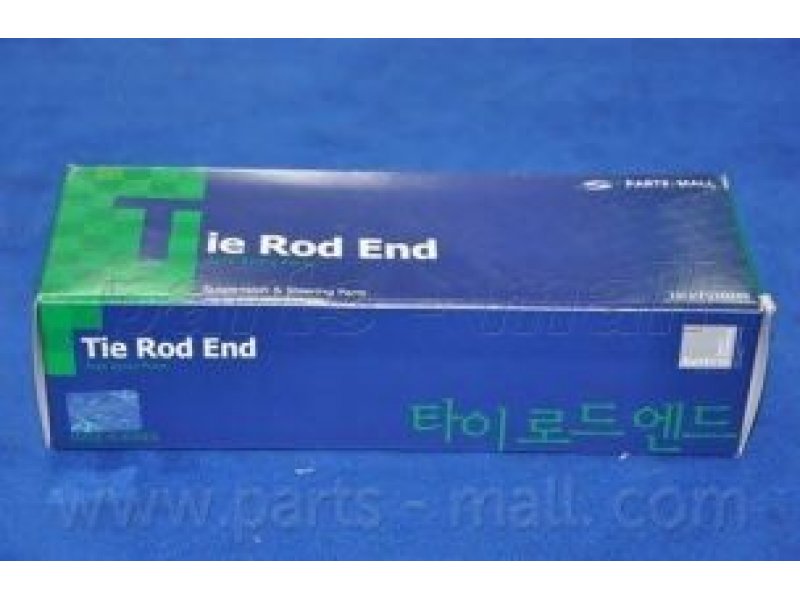 PARTS-MALL
Tie Rod End
Suspension & Steering Parts
Tie Rod End
타이로드엔드
www.parts-mall.com